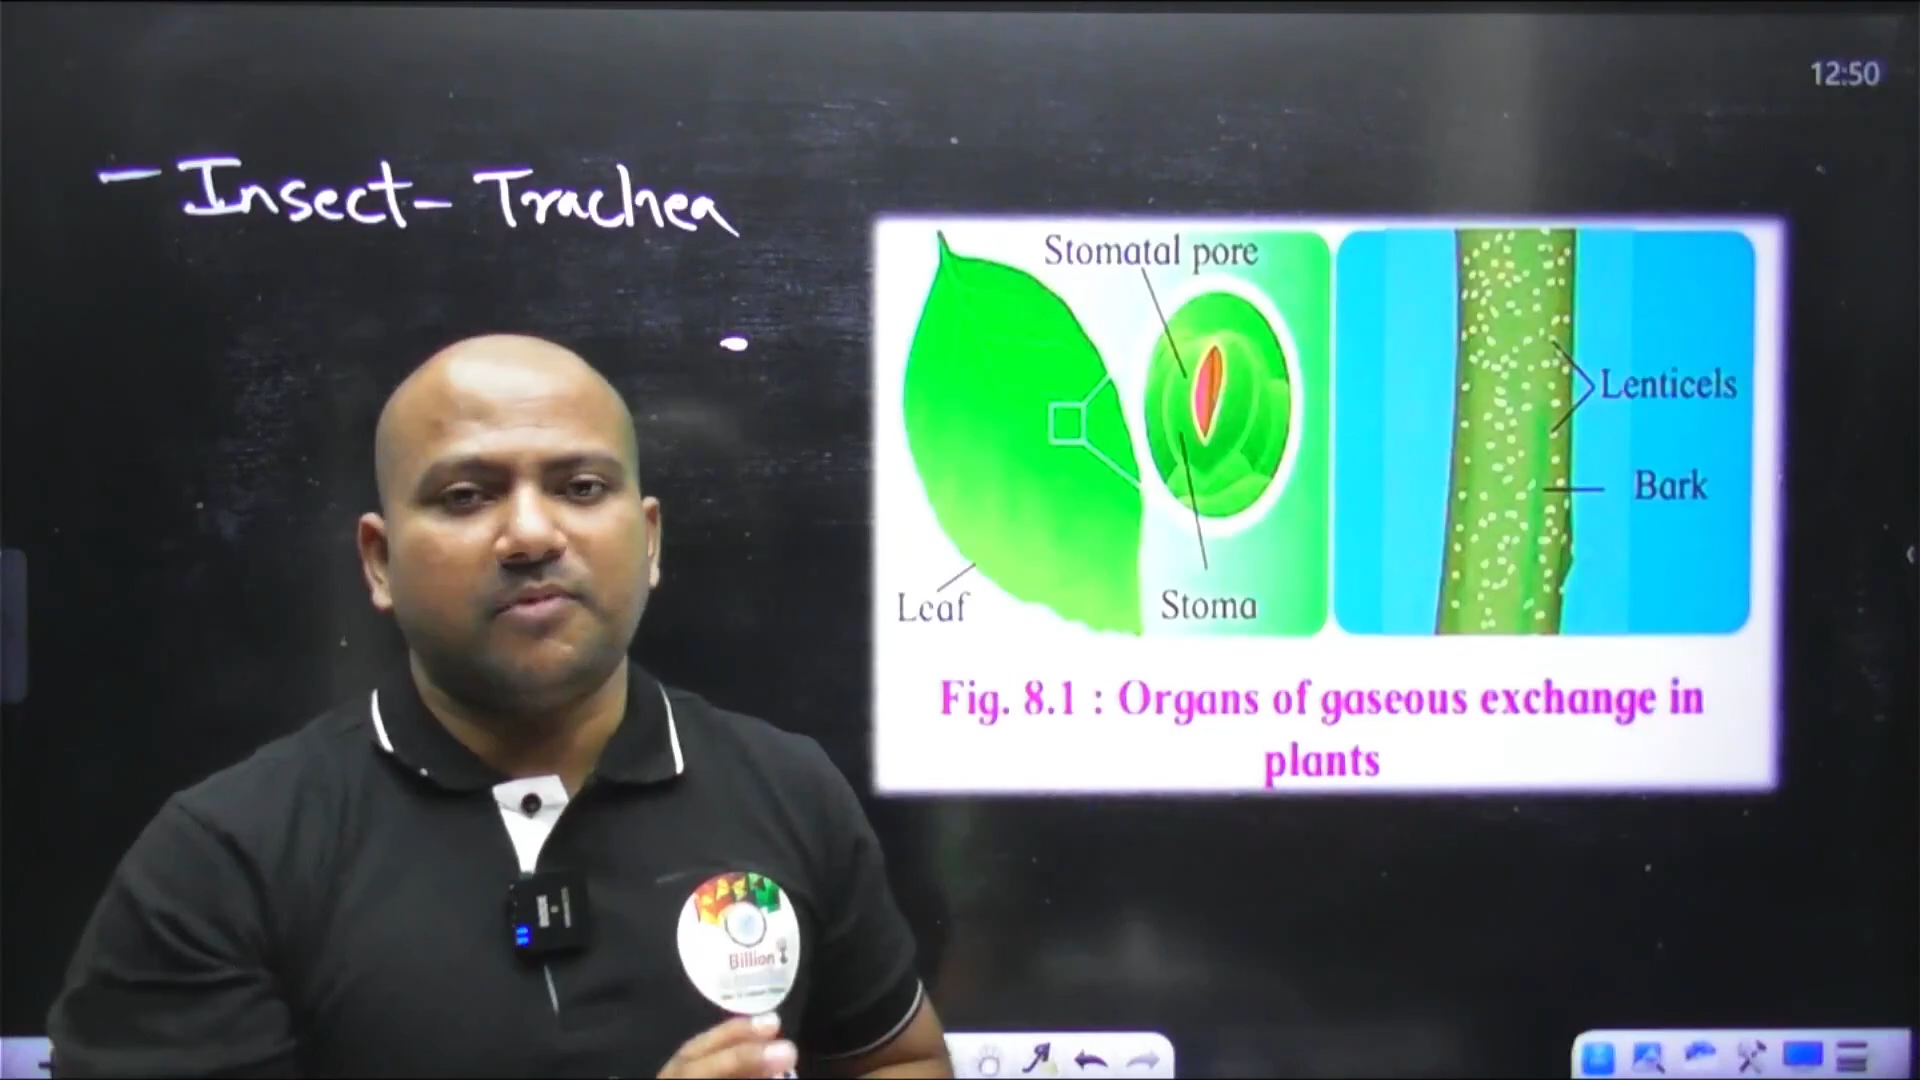 12:50
– Insect – Trachea
Stomatal pore
Leaf
Stoma
Lenticels
Bark
Fig. 8.1 : Organs of gaseous exchange in
plants
Billion